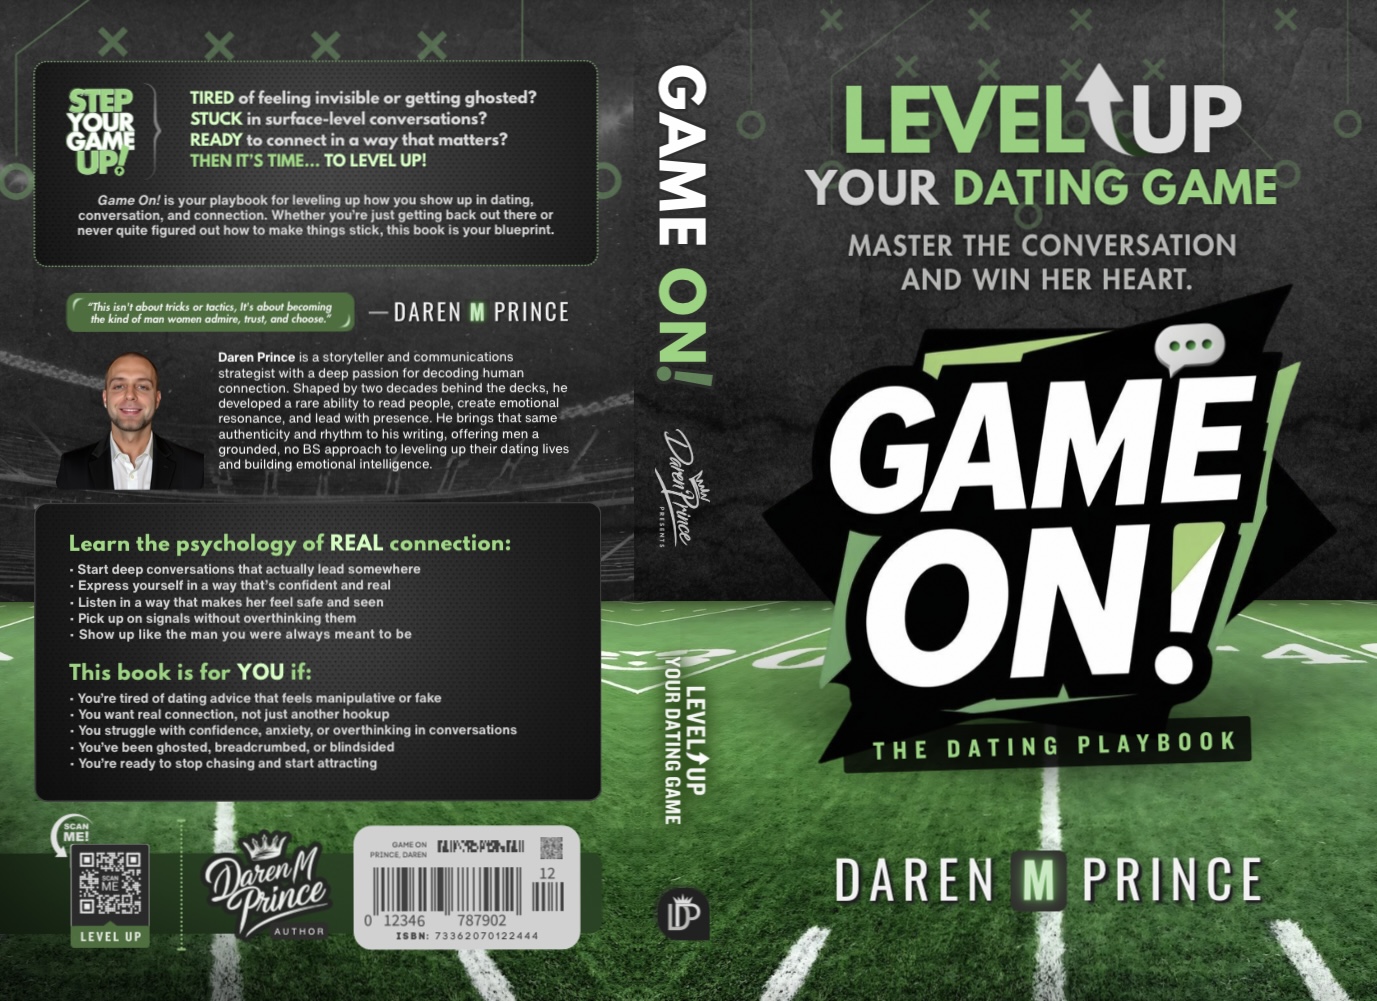 STEP
YOUR
GAME
UP!
TIRED of feeling invisible or getting ghosted?
STUCK in surface-level conversations?
READY to connect in a way that matters?
THEN IT'S TIME... TO LEVEL UP!
Game On! is your playbook for leveling up how you show up in dating,
conversation, and connection. Whether you're just getting back out there or
never quite figured out how to make things stick, this book is your blueprint.
"This isn't about tricks or tactics, It's about becoming
the kind of man women admire, trust, and choose."
—DAREN M PRINCE
Daren Prince is a storyteller and communications
strategist with a deep passion for decoding human
connection. Shaped by two decades behind the decks, he
developed a rare ability to read people, create emotional
resonance, and lead with presence. He brings that same
authenticity and rhythm to his writing, offering men a
grounded, no BS approach to leveling up their dating lives
and building emotional intelligence.
Learn the psychology of REAL connection:
· Start deep conversations that actually lead somewhere
· Express yourself in a way that's confident and real
· Listen in a way that makes her feel safe and seen
· Pick up on signals without overthinking them
· Show up like the man you were always meant to be
This book is for YOU if:
· You're tired of dating advice that feels manipulative or fake
· You want real connection, not just another hookup
· You struggle with confidence, anxiety, or overthinking in conversations
· You've been ghosted, breadcrumbed, or blindsided
· You're ready to stop chasing and start attracting
SCAN
ME!
SCAN
ME
LEVEL UP
Daren M
Prince
AUTHOR
GAME ON
PRINCE, DAREN
12
0 12346 787902
ISBN: 73362070122444
GAME ON!
Daren Prince
PRESENTS
LEVEL UP
YOUR DATING GAME
DP
LEVEL UP
YOUR DATING GAME
MASTER THE CONVERSATION
AND WIN HER HEART.
GAME
ON!
THE DATING PLAYBOOK
DAREN M PRINCE